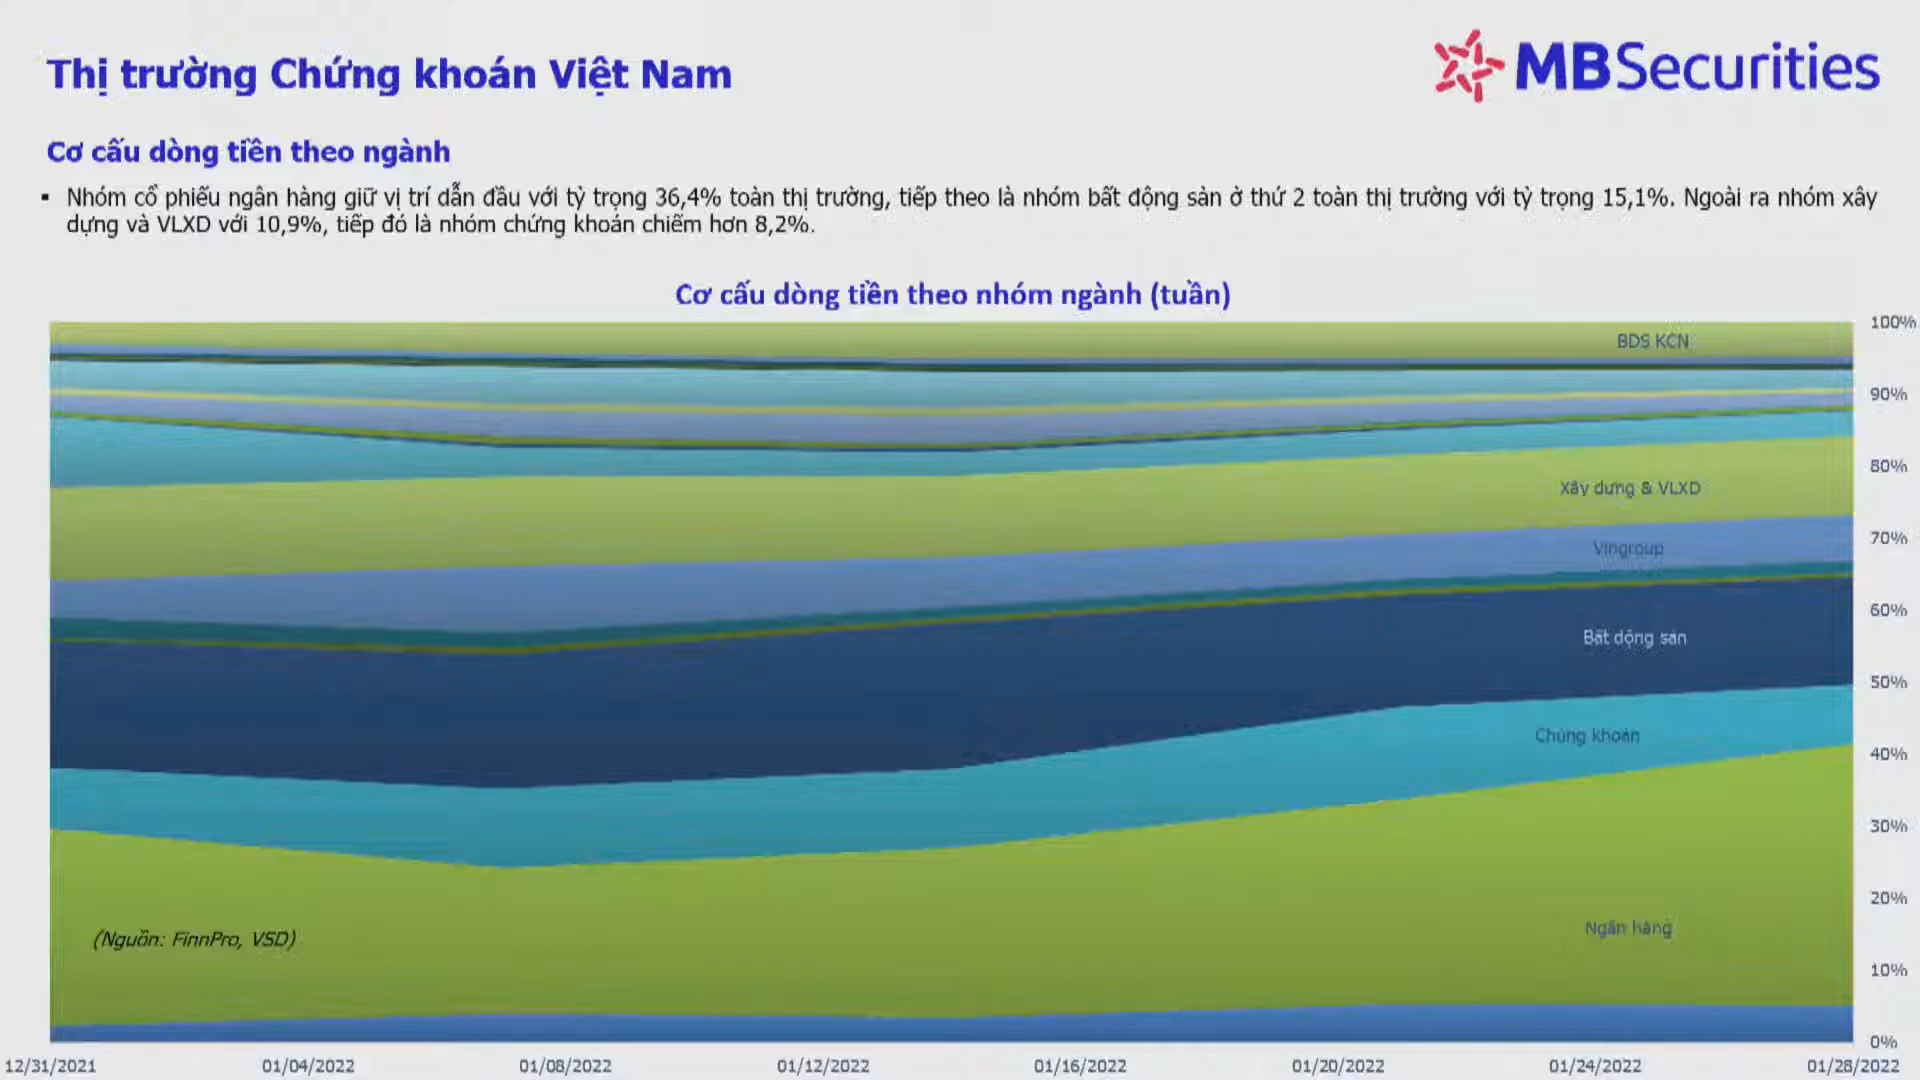 Thị trường Chứng khoán Việt Nam
MBSecurities
Cơ cấu dòng tiền theo ngành
▪ Nhóm cổ phiếu ngân hàng giữ vị trí dẫn đầu với tỷ trọng 36,4% toàn thị trường, tiếp theo là nhóm bất động sản ở thứ 2 toàn thị trường với tỷ trọng 15,1%. Ngoài ra nhóm xây
dựng và VLXD với 10,9%, tiếp đó là nhóm chứng khoán chiếm hơn 8,2%.
Cơ cấu dòng tiền theo nhóm ngành (tuần)
100%
BDS KCN
90%
80%
Xây dựng & VLXD
70%
Vingroup
60%
Bất động sản
50%
Chứng khoán
40%
30%
20%
Ngân hàng
(Nguồn: FinnPro, VSD)
10%
0%
12/31/2021
01/04/2022
01/08/2022
01/12/2022
01/16/2022
01/20/2022
01/24/2022
01/28/2022